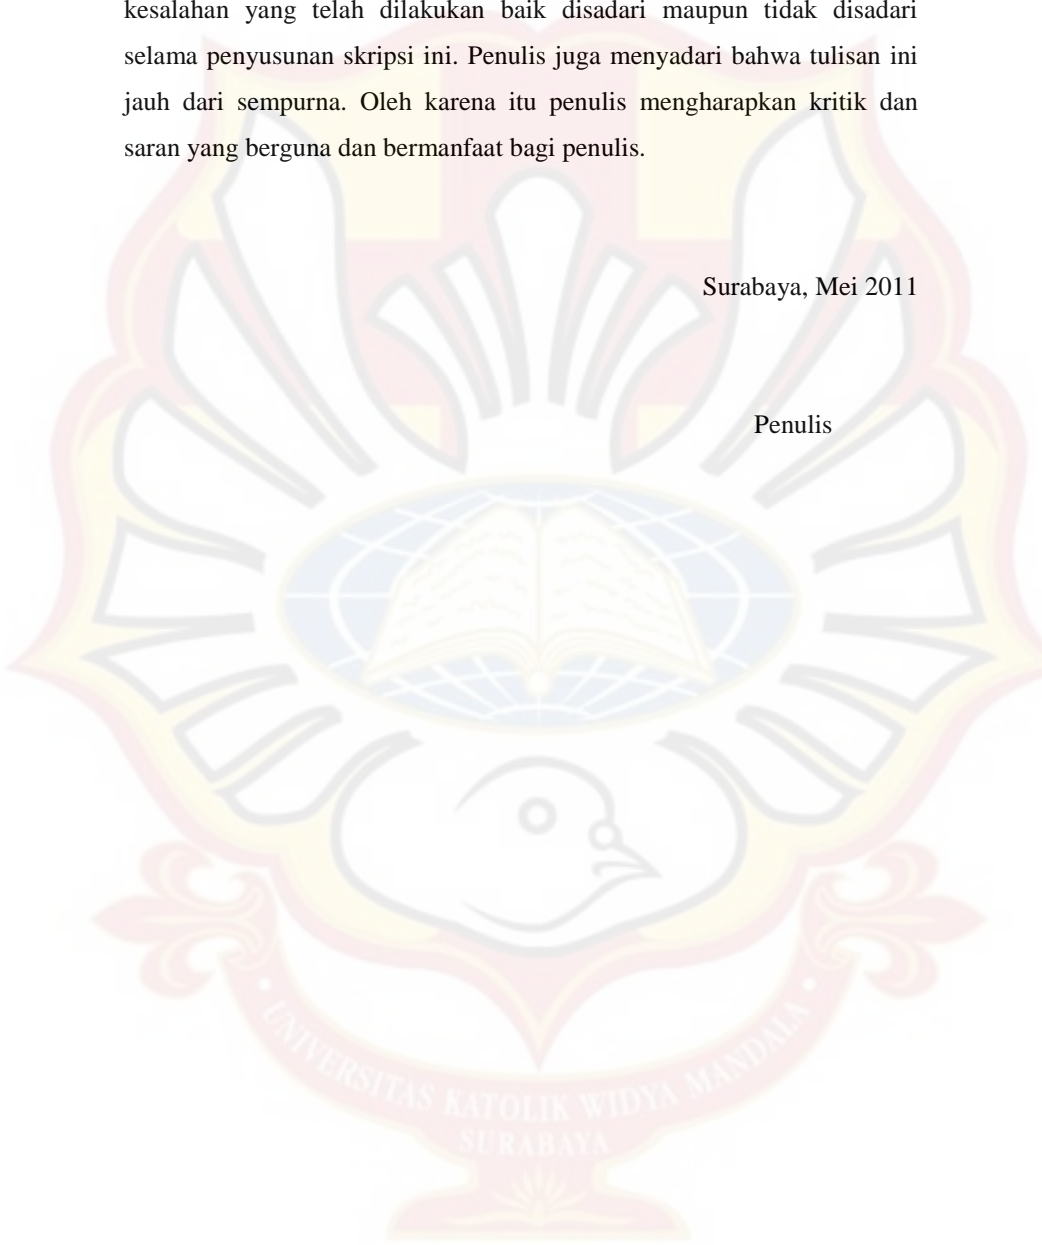 kesalahan yang telah dilakukan baik disadari maupun tidak disadari
selama penyusunan skripsi ini. Penulis juga menyadari bahwa tulisan ini
jauh dari sempurna. Oleh karena itu penulis mengharapkan kritik dan
saran yang berguna dan bermanfaat bagi penulis.
Surabaya, Mei 2011
Penulis
UNIVERSITAS KATOLIK WIDYA MANDALA
SURABAYA